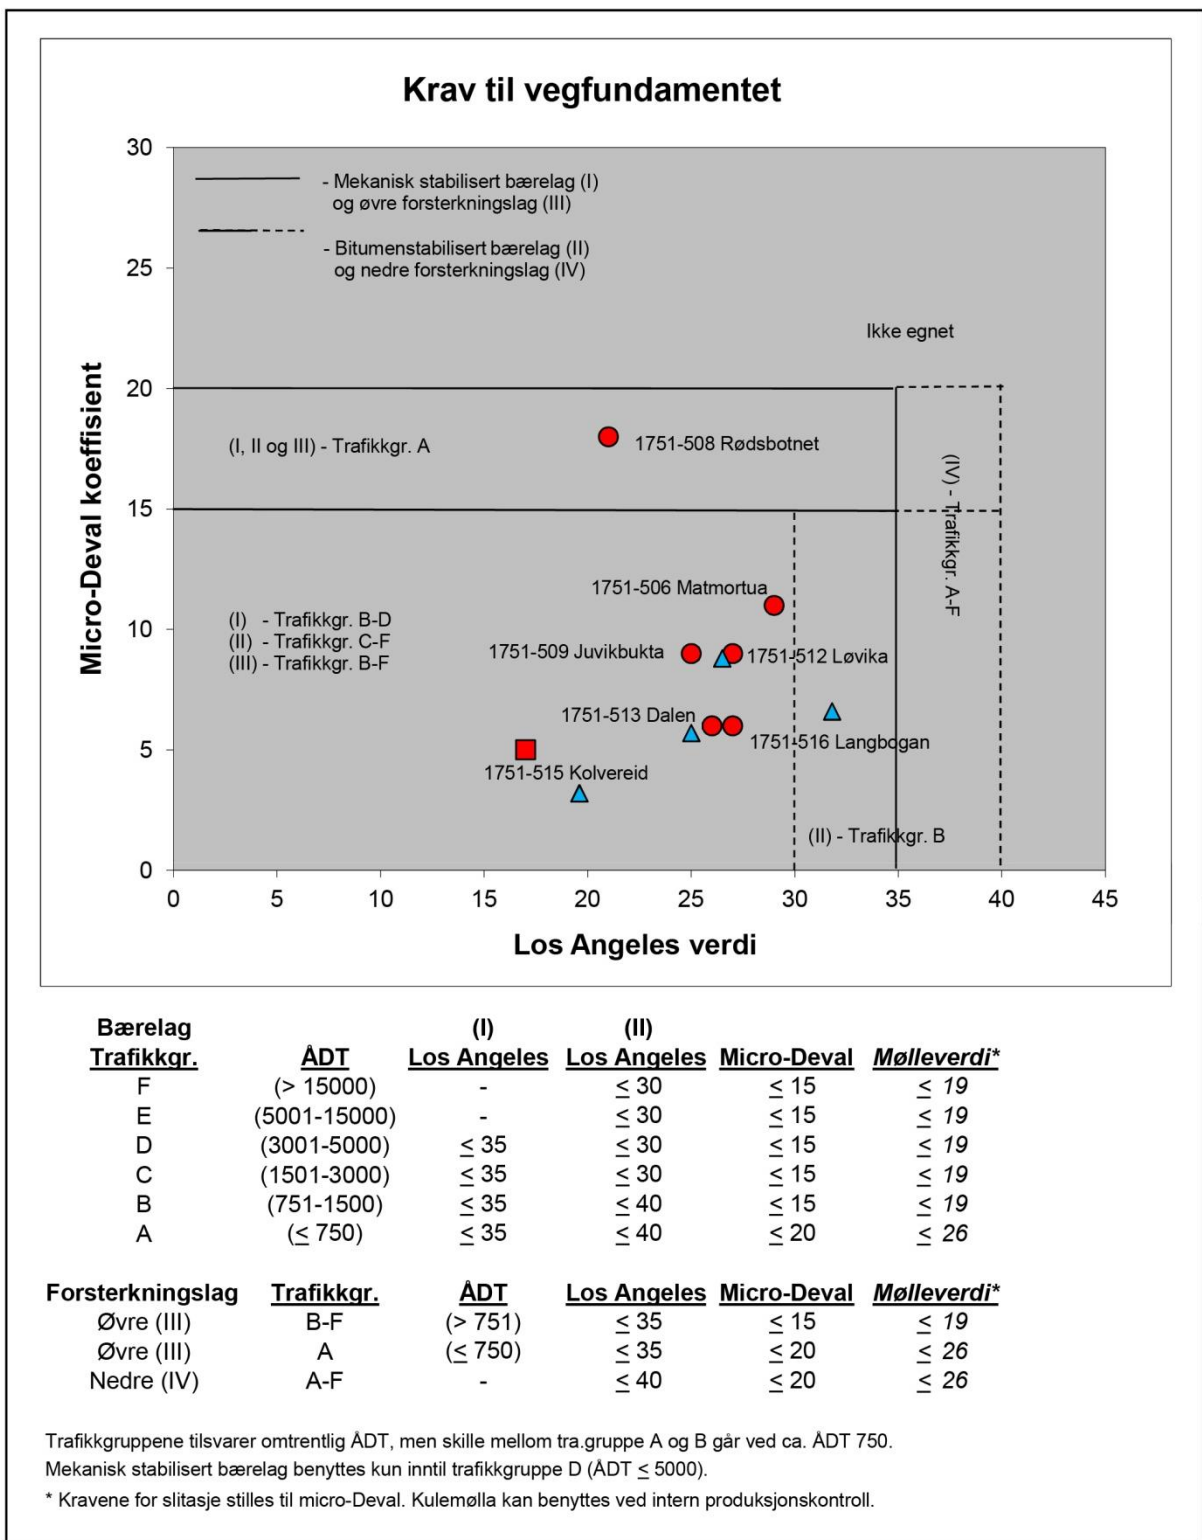 Krav til vegfundamentet
- Mekanisk stabilisert bærelag (I)
og øvre forsterkningslag (III)
- Bitumenstabilisert bærelag (II)
og nedre forsterkningslag (IV)
Ikke egnet
(I, II og III) - Trafikkgr. A
1751-508 Rødsbotnet
(IV) - Trafikkgr. A-F
1751-506 Matmortua
(I) - Trafikkgr. B-D
(II) - Trafikkgr. C-F
(III) - Trafikkgr. B-F
1751-509 Juvikbukta
1751-512 Løvika
1751-513 Dalen
1751-516 Langbogan
1751-515 Kolvereid
(II) - Trafikkgr. B
30
25
20
15
10
5
0
Micro-Deval koeffisient
0 5 10 15 20 25 30 35 40 45
Los Angeles verdi
Bærelag (I) (II)
Trafikkgr. ÅDT Los Angeles Los Angeles Micro-Deval Mølleverdi*
F (> 15000) - ≤ 30 ≤ 15 ≤ 19
E (5001-15000) - ≤ 30 ≤ 15 ≤ 19
D (3001-5000) ≤ 35 ≤ 30 ≤ 15 ≤ 19
C (1501-3000) ≤ 35 ≤ 30 ≤ 15 ≤ 19
B (751-1500) ≤ 35 ≤ 40 ≤ 15 ≤ 19
A (≤ 750) ≤ 35 ≤ 40 ≤ 20 ≤ 26
Forsterkningslag Trafikkgr. ÅDT Los Angeles Micro-Deval Mølleverdi*
Øvre (III) B-F (> 751) ≤ 35 ≤ 15 ≤ 19
Øvre (III) A (≤ 750) ≤ 35 ≤ 20 ≤ 26
Nedre (IV) A-F - ≤ 40 ≤ 20 ≤ 26
Trafikkgruppene tilsvarer omtrentlig ÅDT, men skille mellom tra.gruppe A og B går ved ca. ÅDT 750.
Mekanisk stabilisert bærelag benyttes kun inntil trafikkgruppe D (ÅDT ≤ 5000).
* Kravene for slitasje stilles til micro-Deval. Kulemølla kan benyttes ved intern produksjonskontroll.